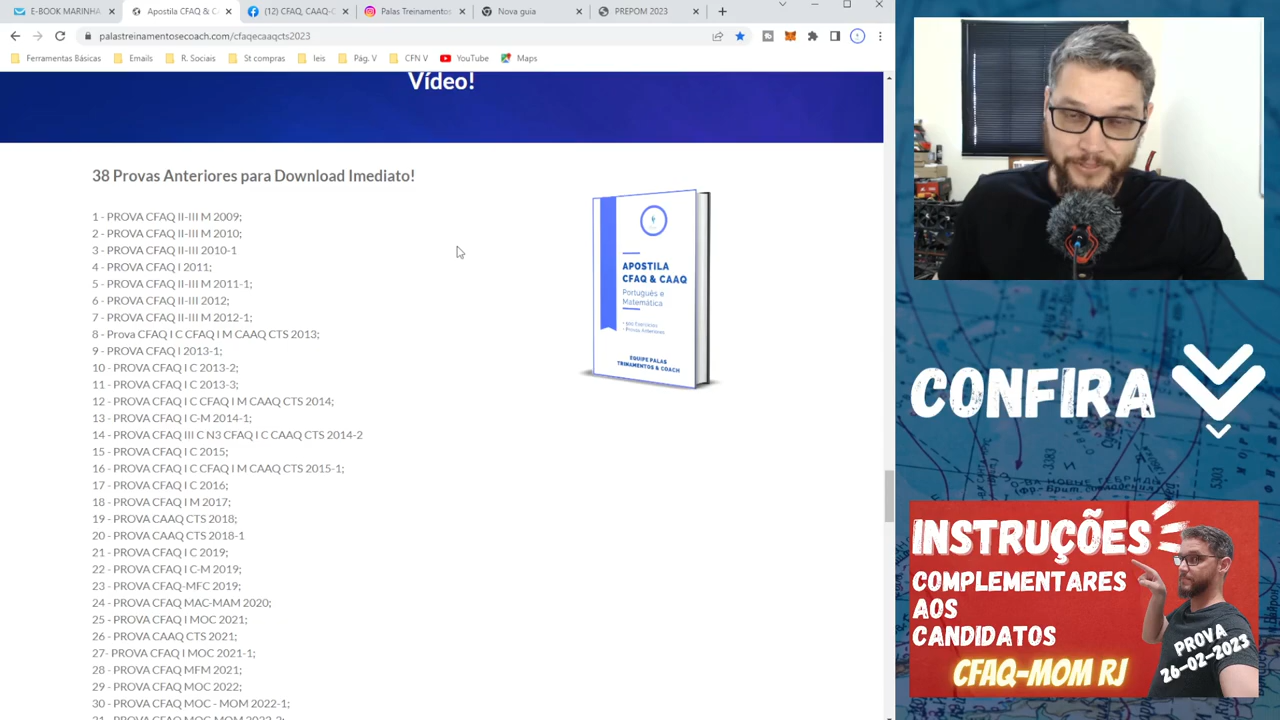 E-BOOK MARINHA
Apostila CFAQ & C
(12) CFAQ, CAAQ-C
Palas Treinamentos
Nova guia
PREPOM 2023
palastreinamentosecoach.com/cfaqecaaqcts2023
Ferramentas Básicas
Emails
R. Sociais
St compras
leis
Pág. V
CFN V
YouTube
Maps
Vídeo!
38 Provas Anteriores para Download Imediato!
1 - PROVA CFAQ II-III M 2009;
2 - PROVA CFAQ II-III M 2010;
3 - PROVA CFAQ II-III 2010-1
4 - PROVA CFAQ I 2011;
5 - PROVA CFAQ II-III M 2011-1;
6 - PROVA CFAQ II-III 2012;
7 - PROVA CFAQ II-III M 2012-1;
8 - Prova CFAQ I C CFAQ I M CAAQ CTS 2013;
9 - PROVA CFAQ I 2013-1;
10 - PROVA CFAQ I C 2013-2;
11 - PROVA CFAQ I C 2013-3;
12 - PROVA CFAQ I C CFAQ I M CAAQ CTS 2014;
13 - PROVA CFAQ I C-M 2014-1;
14 - PROVA CFAQ III C N3 CFAQ I C CAAQ CTS 2014-2
15 - PROVA CFAQ I C 2015;
16 - PROVA CFAQ I C CFAQ I M CAAQ CTS 2015-1;
17 - PROVA CFAQ I C 2016;
18 - PROVA CFAQ I M 2017;
19 - PROVA CAAQ CTS 2018;
20 - PROVA CAAQ CTS 2018-1
21 - PROVA CFAQ I C 2019;
22 - PROVA CFAQ I C-M 2019;
23 - PROVA CFAQ-MFC 2019;
24 - PROVA CFAQ MAC-MAM 2020;
25 - PROVA CFAQ I MOC 2021;
26 - PROVA CAAQ CTS 2021;
27- PROVA CFAQ I MOC 2021-1;
28 - PROVA CFAQ MFM 2021;
29 - PROVA CFAQ MOC 2022;
30 - PROVA CFAQ MOC - MOM 2022-1;
31 - PROVA CFAQ MOC-MOM 2022-2;
APOSTILA
CFAQ & CAAQ
Português e
Matemática
EQUIPE PALAS
TREINAMENTOS & COACH
CONFIRA
3383
5303
INSTRUÇÕES
COMPLEMENTARES
AOS
CANDIDATOS
CFAQ-MOM RJ
PROVA
26-02-2023